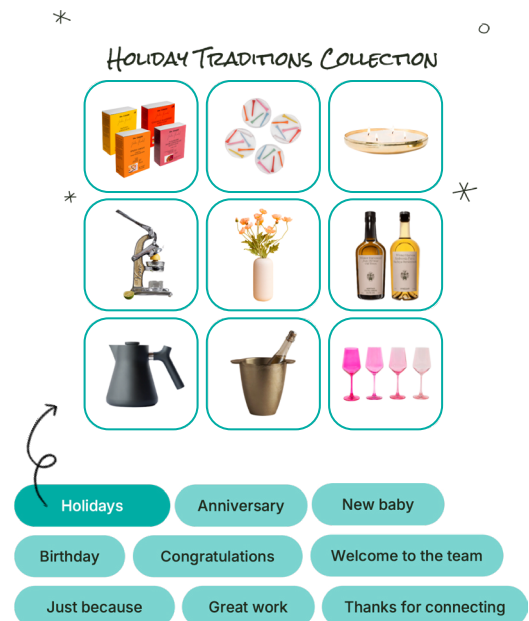 Holiday Traditions Collection
Holidays
Anniversary
New baby
Birthday
Congratulations
Welcome to the team
Just because
Great work
Thanks for connecting